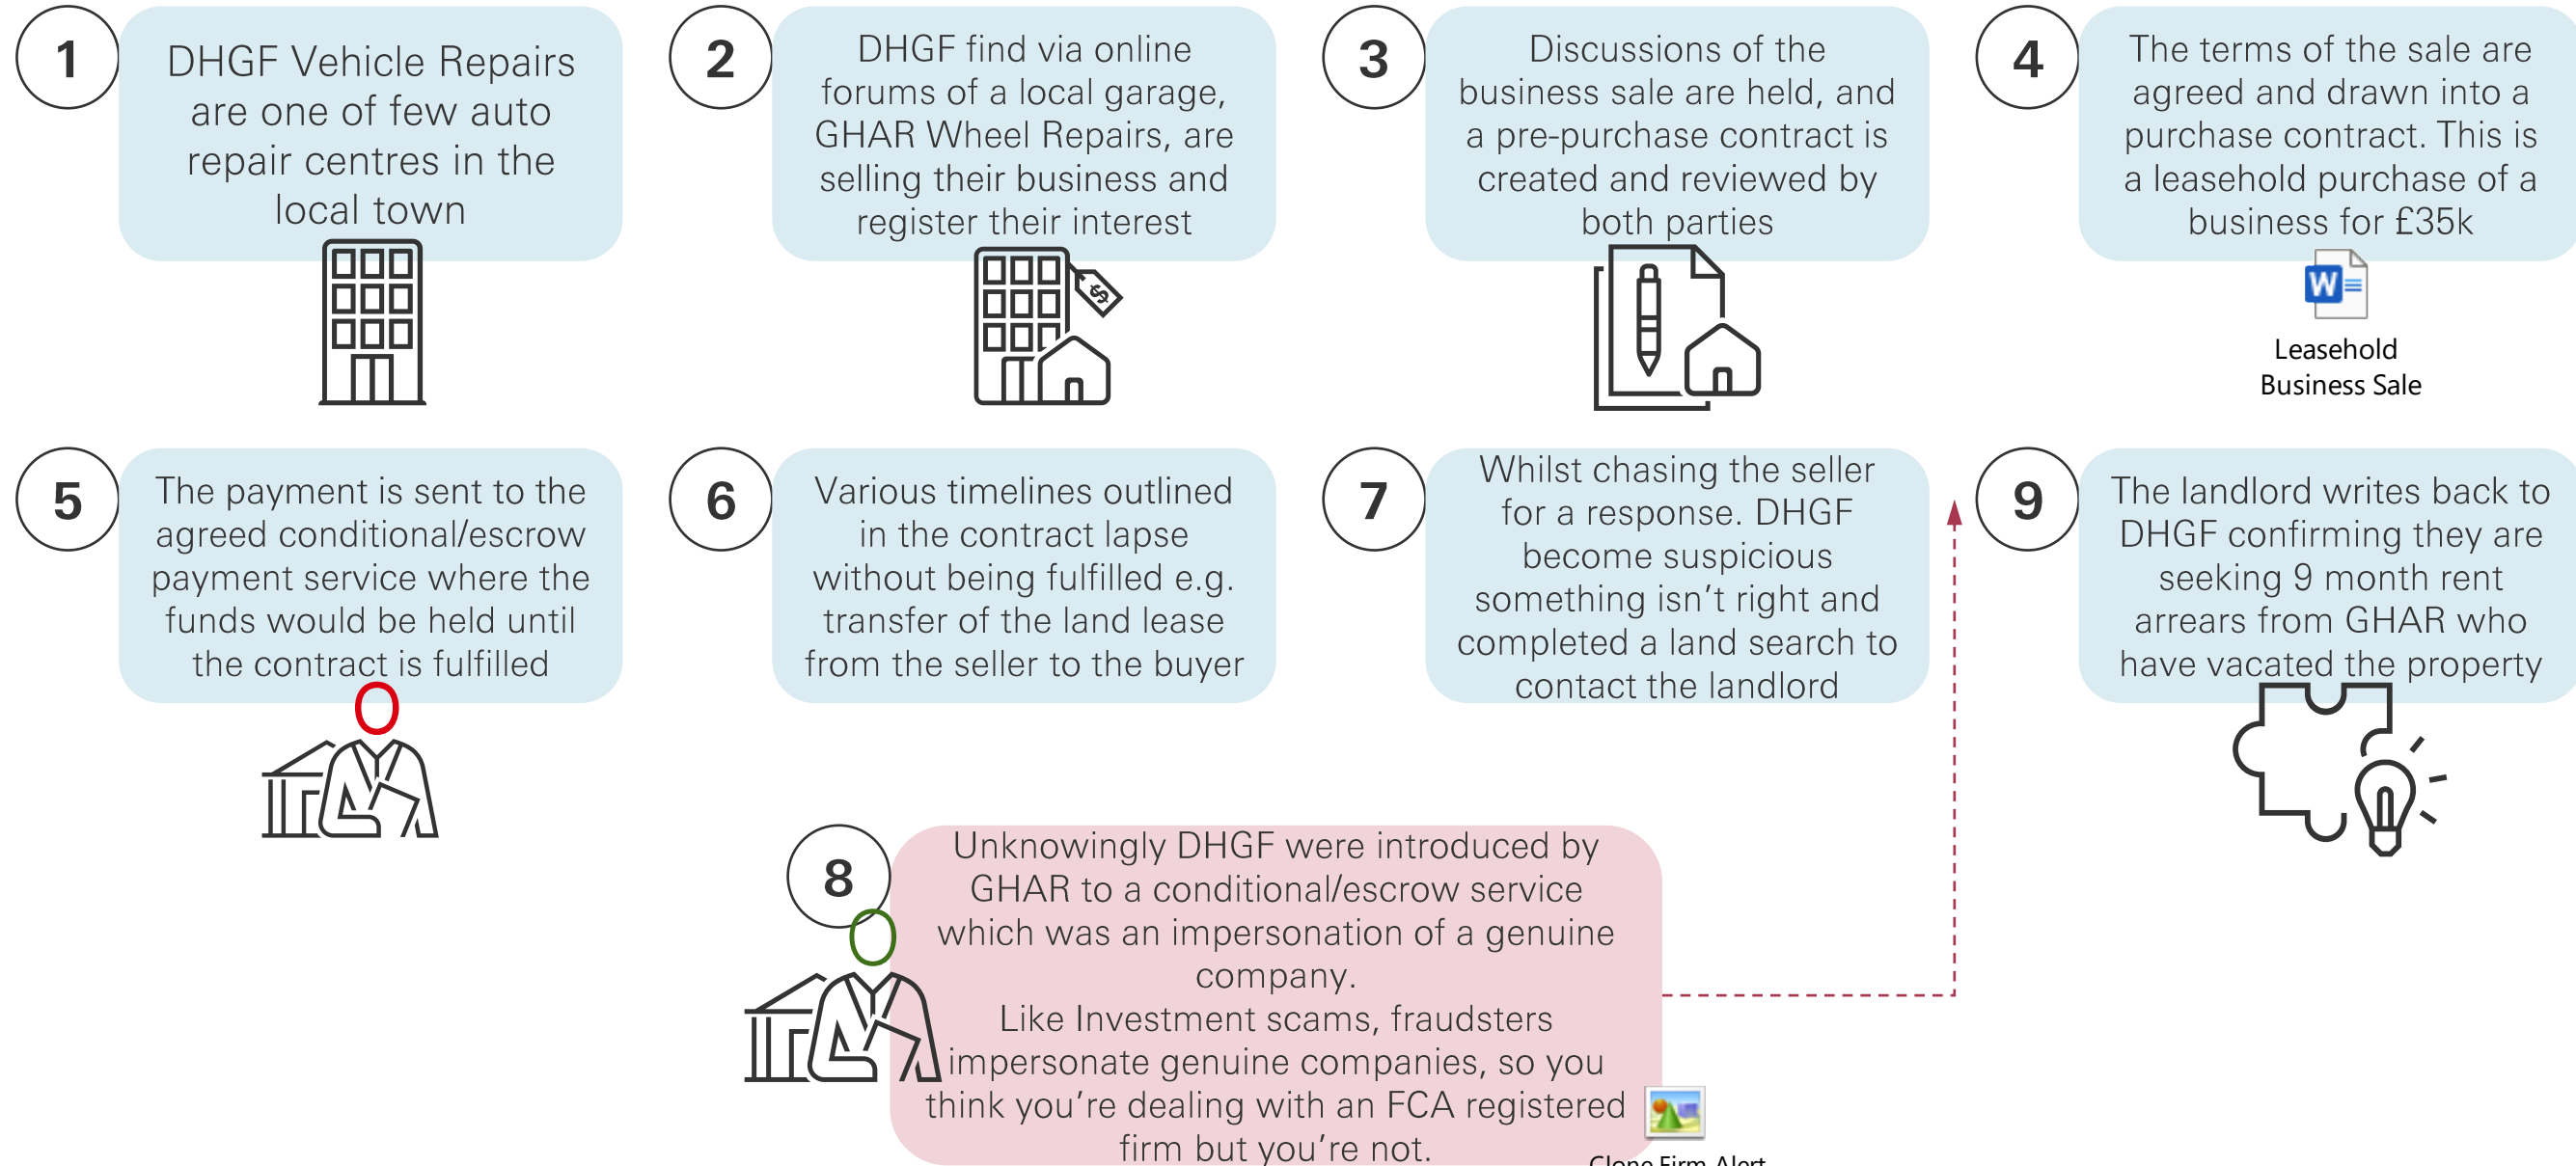 1
DHGF Vehicle Repairs
are one of few auto
repair centres in the
local town
2
DHGF find via online
forums of a local garage,
GHAR Wheel Repairs, are
selling their business and
register their interest
$
3
Discussions of the
business sale are held, and
a pre-purchase contract is
created and reviewed by
both parties
4
The terms of the sale are
agreed and drawn into a
purchase contract. This is
a leasehold purchase of a
business for £35k
W
Leasehold
Business Sale
5
The payment is sent to the
agreed conditional/escrow
payment service where the
funds would be held until
the contract is fulfilled
6
Various timelines outlined
in the contract lapse
without being fulfilled e.g.
transfer of the land lease
from the seller to the buyer
7
Whilst chasing the seller
for a response. DHGF
become suspicious
something isn't right and
completed a land search to
contact the landlord
8
Unknowingly DHGF were introduced by
GHAR to a conditional/escrow service
which was an impersonation of a genuine
company.
Like Investment scams, fraudsters
impersonate genuine companies, so you
think you're dealing with an FCA registered
firm but you're not.
Clone Firm Alert
9
The landlord writes back to
DHGF confirming they are
seeking 9 month rent
arrears from GHAR who
have vacated the property